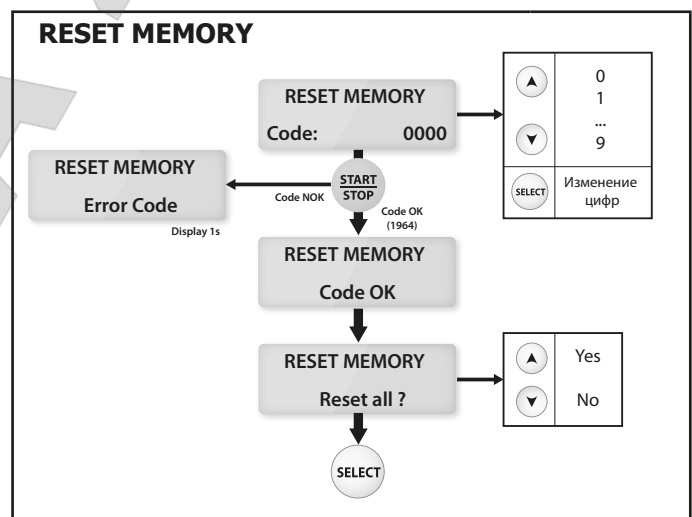 RESET MEMORY
RESET MEMORY
Code: 0000
0
1
...
9
SELECT
Изменение
цифр
RESET MEMORY
Error Code
Display 1s
Code NOK
START
STOP
Code OK
(1964)
RESET MEMORY
Code OK
RESET MEMORY
Reset all ?
Yes
No
SELECT